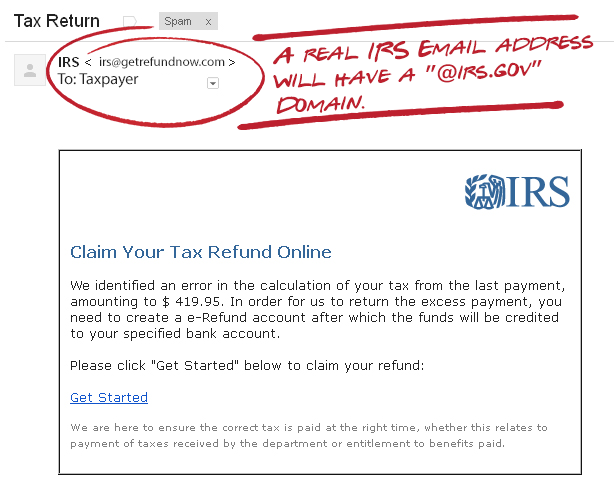 Tax Return
Spam x
IRS < irs@getrefundnow.com >
To: Taxpayer
A REAL IRS EMAIL ADDRESS
WILL HAVE A "@IRS.GOV"
DOMAIN.
IRS
Claim Your Tax Refund Online
We identified an error in the calculation of your tax from the last payment,
amounting to $ 419.95. In order for us to return the excess payment, you
need to create a e-Refund account after which the funds will be credited
to your specified bank account.
Please click "Get Started" below to claim your refund:
Get Started
We are here to ensure the correct tax is paid at the right time, whether this relates to
payment of taxes received by the department or entitlement to benefits paid.